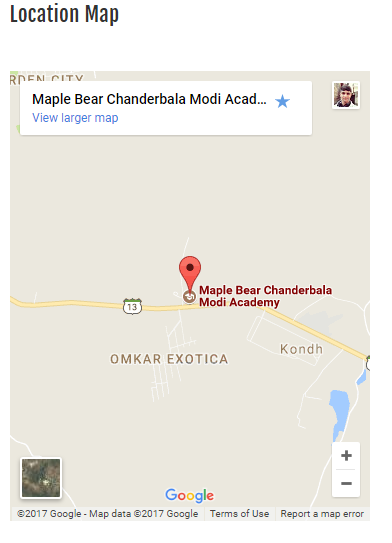 Location Map
RDEN CITY
Maple Bear Chanderbala Modi Acad...
View larger map
Maple Bear Chanderbala
Modi Academy
13
OMKAR EXOTICA
Kondh
Google
©2017 Google - Map data ©2017 Google Terms of Use Report a map error